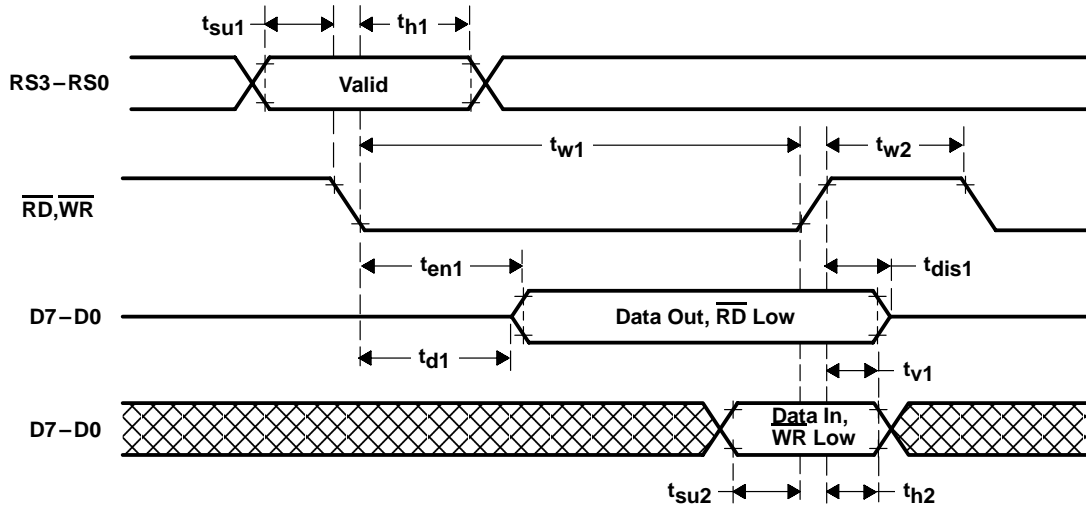 tsu1
th1
RS3–RS0
Valid
tw1
tw2
RD,WR
ten1
tdis1
D7–D0
Data Out, RD Low
td1
tv1
D7–D0
Data In,
WR Low
tsu2
th2